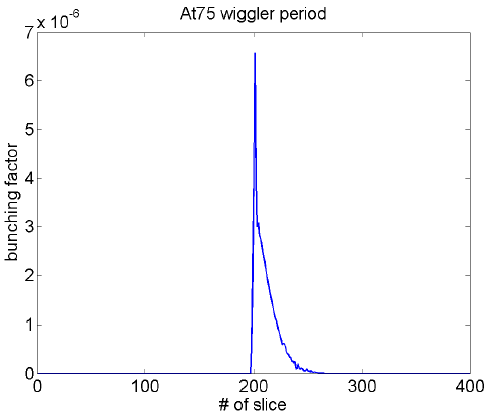 At75 wiggler period
x 10^-6
7
6
5
4
3
2
1
0
bunching factor
0 100 200 300 400
# of slice